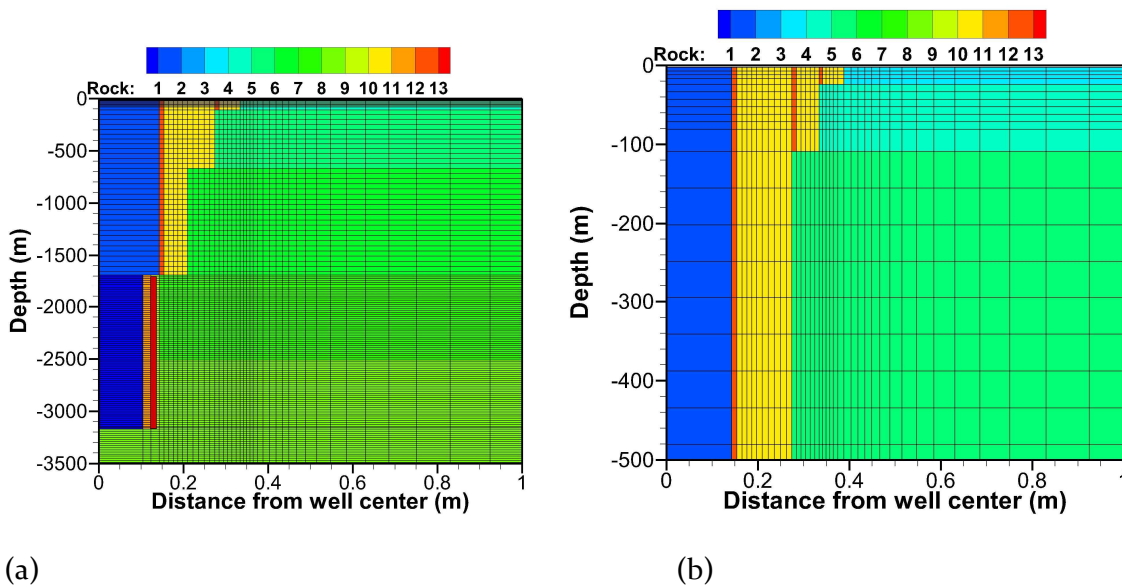 Rock: 1 2 3 4 5 6 7 8 9 10 11 12 13
0
-500
-1000
-1500
-2000
-2500
-3000
-3500
Depth (m)
0 0.2 0.4 0.6 0.8 1
Distance from well center (m)
(a)
Rock: 1 2 3 4 5 6 7 8 9 10 11 12 13
0
-100
-200
-300
-400
-500
Depth (m)
0 0.2 0.4 0.6 0.8 1
Distance from well center (m)
(b)